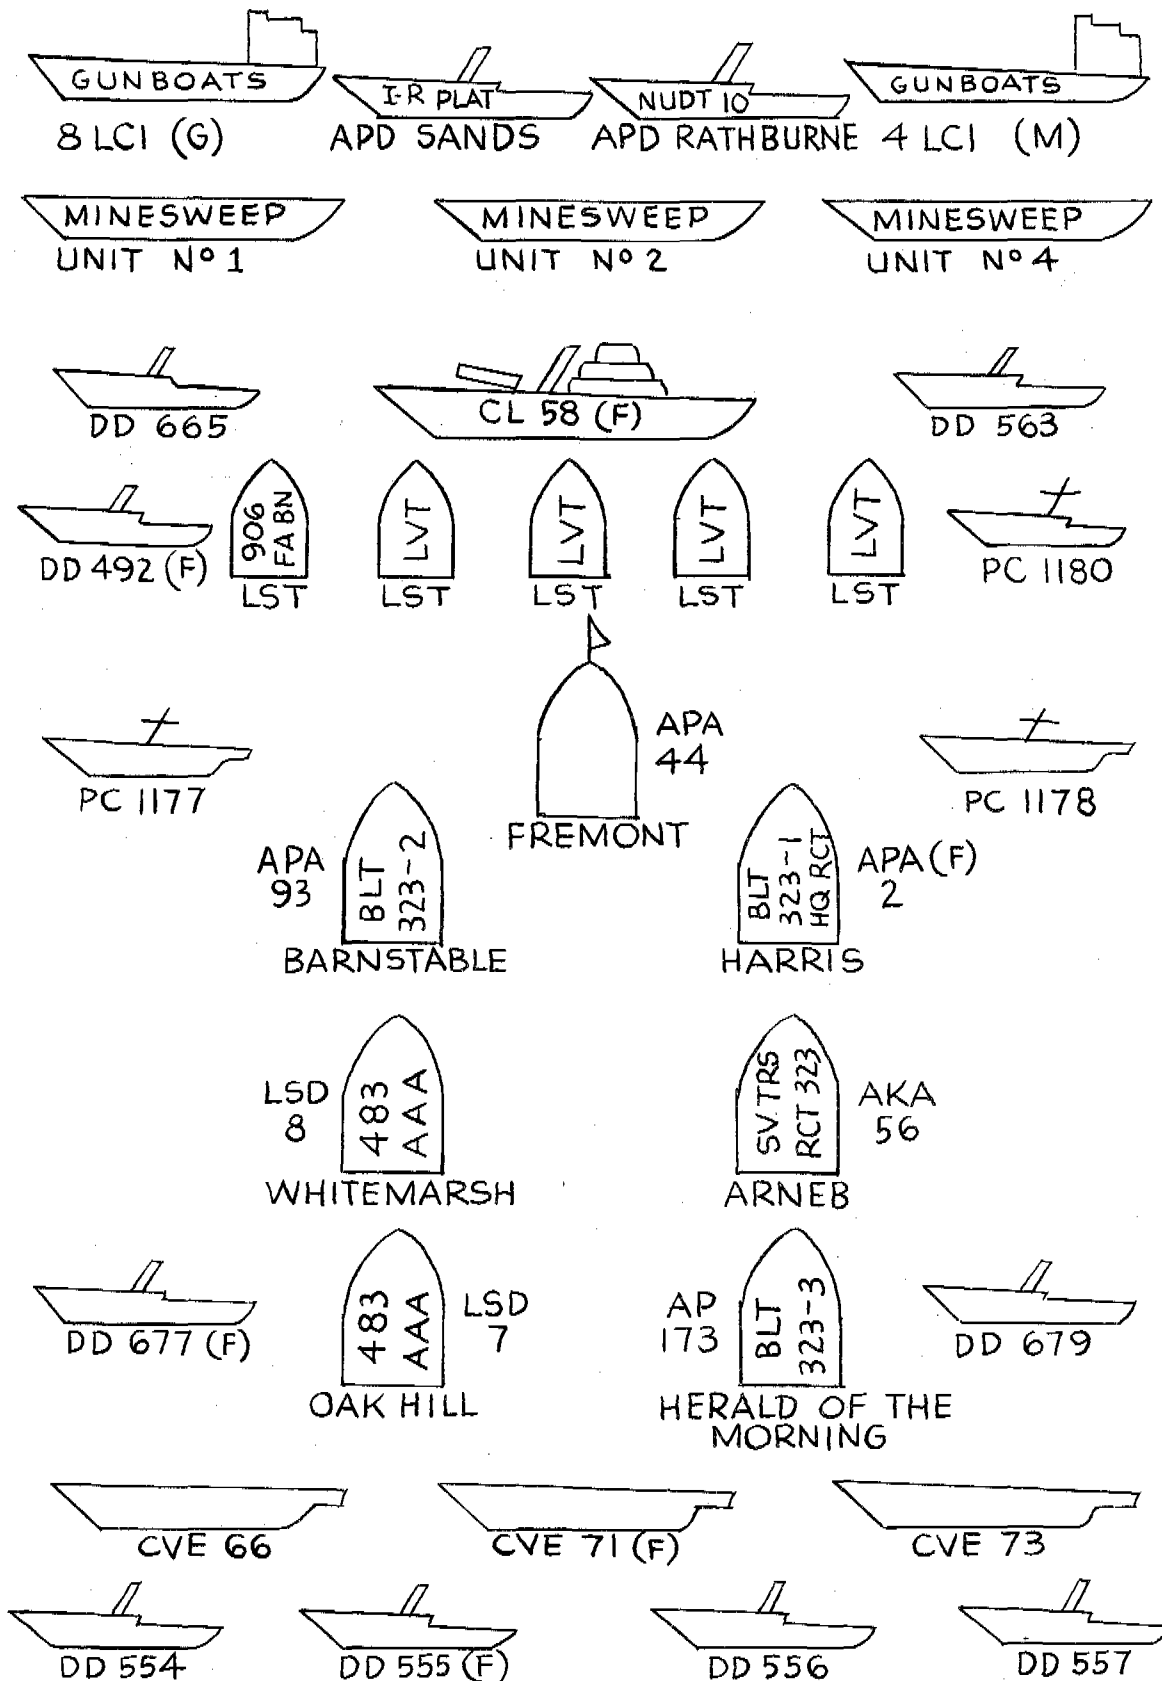 GUNBOATS
8 LCI (G)
I-R PLAT
APD SANDS
NUDT 10
APD RATHBURNE
GUNBOATS
4 LCI (M)
MINESWEEP
UNIT Nº 1
MINESWEEP
UNIT Nº 2
MINESWEEP
UNIT Nº 4
DD 665
CL 58 (F)
DD 563
DD 492 (F)
906
FA BN
LST
LVT
LST
LVT
LST
LVT
LST
LVT
LST
PC 1180
APA
44
FREMONT
PC 1177
PC 1178
APA
93
BLT
323-2
BARNSTABLE
BLT
323-1
HQ RCT
HARRIS
APA (F)
2
LSD
8
483
AAA
WHITEMARSH
SV TRS
RCT 323
ARNEB
AKA
56
DD 677 (F)
483
AAA
OAK HILL
LSD
7
AP
173
BLT
323-3
HERALD OF THE
MORNING
DD 679
CVE 66
CVE 71 (F)
CVE 73
DD 554
DD 555 (F)
DD 556
DD 557